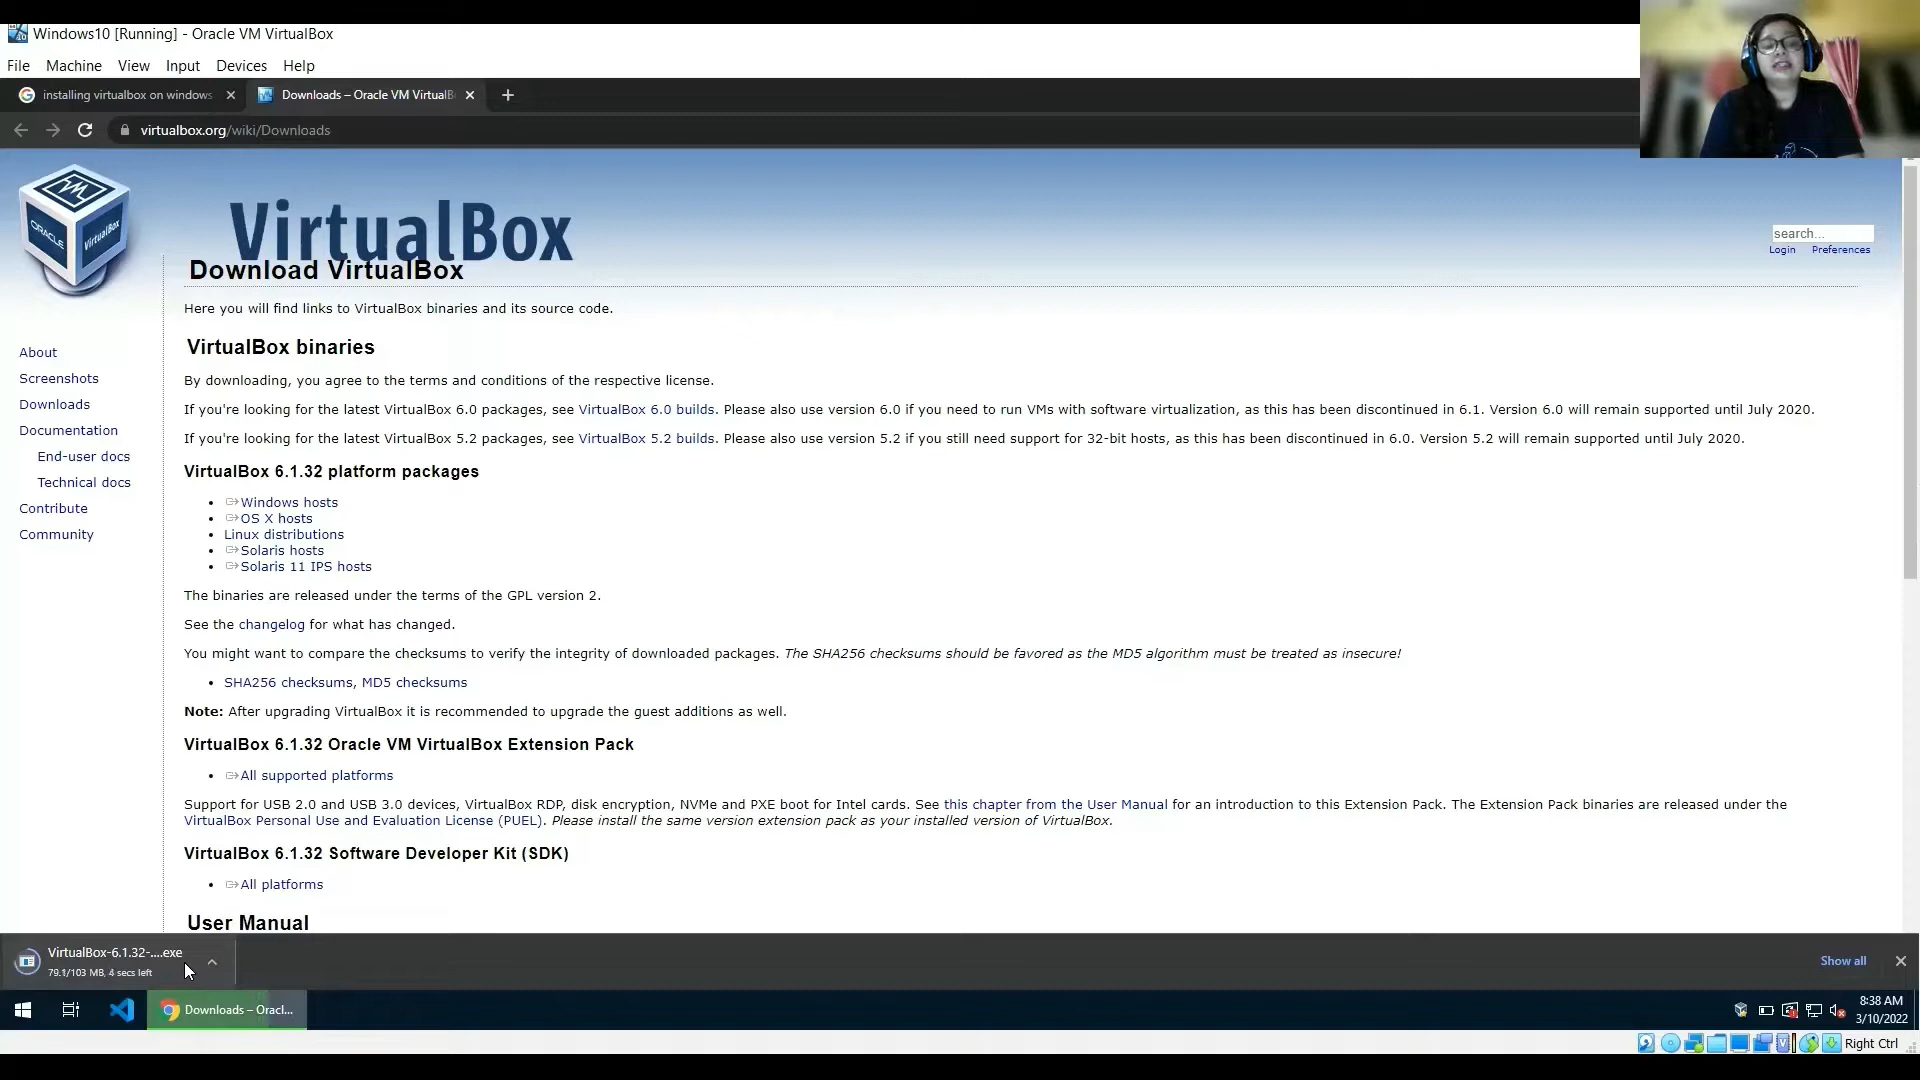 Windows10 [Running] - Oracle VM VirtualBox
File Machine View Input Devices Help
installing virtualbox on windows
Downloads – Oracle VM VirtualB
virtualbox.org/wiki/Downloads
ORACLE
VirtualBox
VirtualBox
search...
Login Preferences
Download VirtualBox
Here you will find links to VirtualBox binaries and its source code.
About
Screenshots
Downloads
Documentation
End-user docs
Technical docs
Contribute
Community
VirtualBox binaries
By downloading, you agree to the terms and conditions of the respective license.
If you're looking for the latest VirtualBox 6.0 packages, see VirtualBox 6.0 builds. Please also use version 6.0 if you need to run VMs with software virtualization, as this has been discontinued in 6.1. Version 6.0 will remain supported until July 2020.
If you're looking for the latest VirtualBox 5.2 packages, see VirtualBox 5.2 builds. Please also use version 5.2 if you still need support for 32-bit hosts, as this has been discontinued in 6.0. Version 5.2 will remain supported until July 2020.
VirtualBox 6.1.32 platform packages
Windows hosts
OS X hosts
Linux distributions
Solaris hosts
Solaris 11 IPS hosts
The binaries are released under the terms of the GPL version 2.
See the changelog for what has changed.
You might want to compare the checksums to verify the integrity of downloaded packages. The SHA256 checksums should be favored as the MD5 algorithm must be treated as insecure!
SHA256 checksums, MD5 checksums
Note: After upgrading VirtualBox it is recommended to upgrade the guest additions as well.
VirtualBox 6.1.32 Oracle VM VirtualBox Extension Pack
All supported platforms
Support for USB 2.0 and USB 3.0 devices, VirtualBox RDP, disk encryption, NVMe and PXE boot for Intel cards. See this chapter from the User Manual for an introduction to this Extension Pack. The Extension Pack binaries are released under the
VirtualBox Personal Use and Evaluation License (PUEL). Please install the same version extension pack as your installed version of VirtualBox.
VirtualBox 6.1.32 Software Developer Kit (SDK)
All platforms
User Manual
VirtualBox-6.1.32-....exe
79.1/103 MB, 4 secs left
Show all
Downloads – Oracl...
8:38 AM
3/10/2022
Right Ctrl